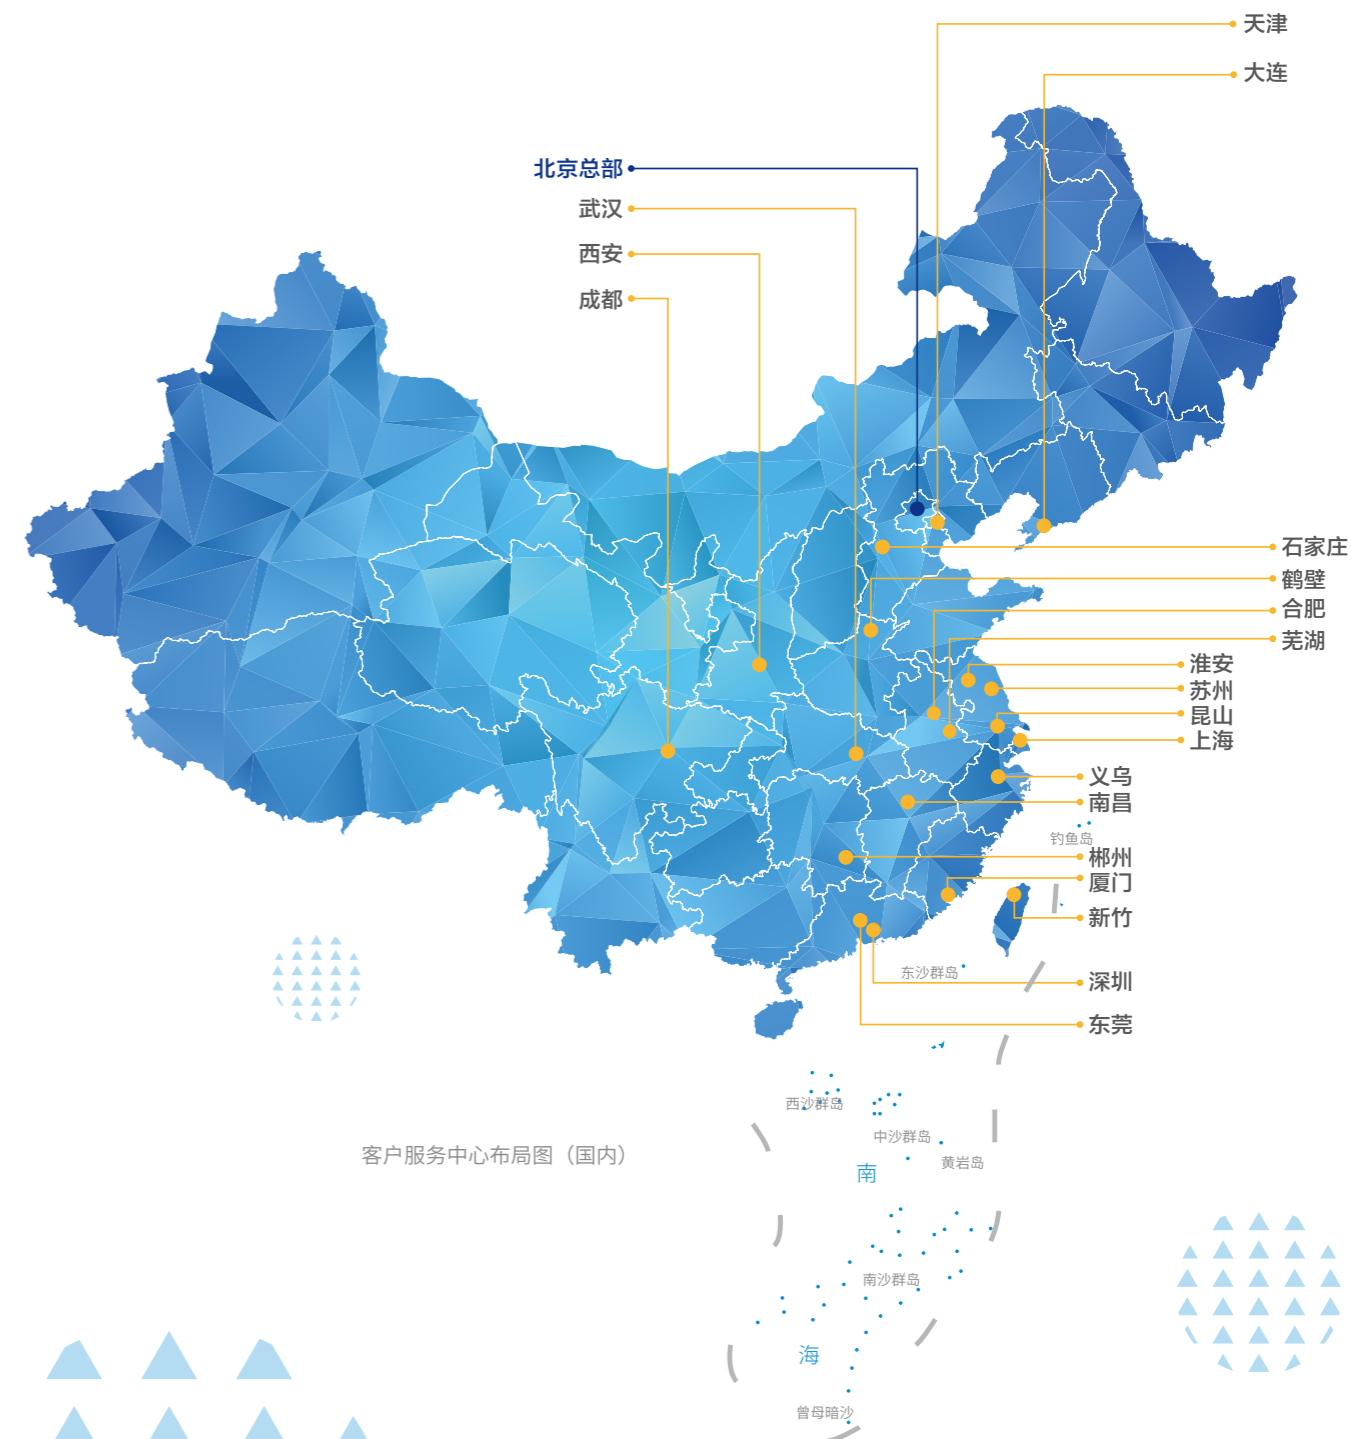 天津
大连
北京总部
武汉
西安
成都
石家庄
鹤壁
合肥
芜湖
淮安
苏州
昆山
上海
义乌
南昌
钓鱼岛
郴州
厦门
新竹
东沙群岛
深圳
东莞
西沙群岛
中沙群岛
客户服务中心布局图（国内）
黄岩岛
南
南沙群岛
海
曾母暗沙